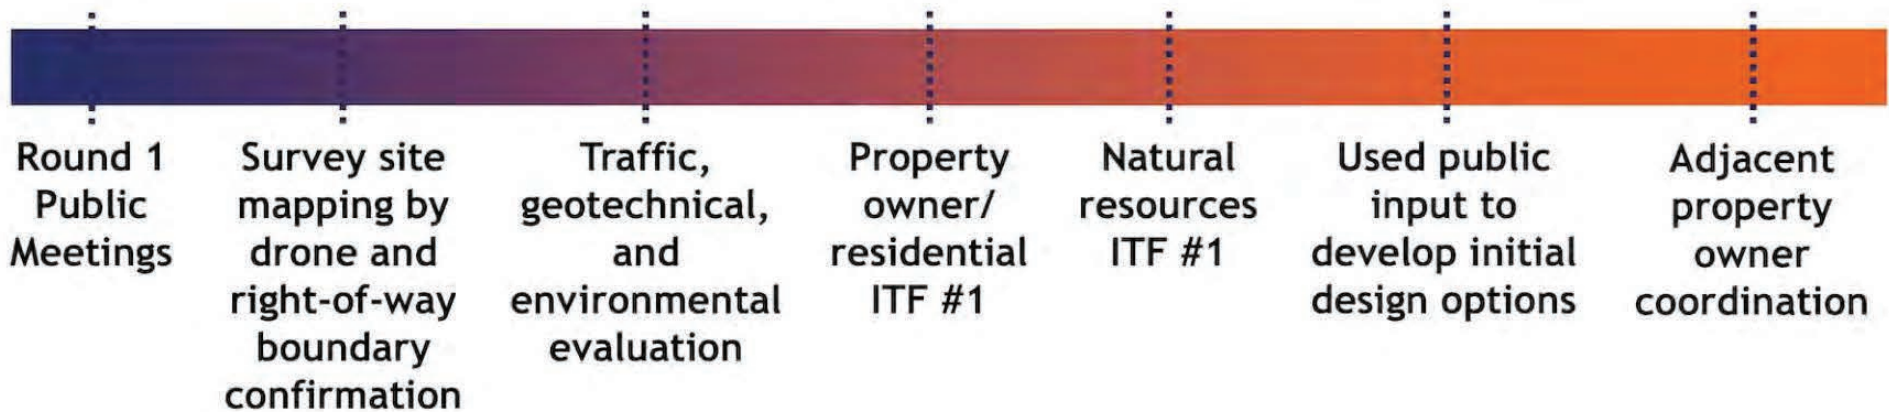 Round 1
Public
Meetings
Survey site
mapping by
drone and
right-of-way
boundary
confirmation
Traffic,
geotechnical,
and
environmental
evaluation
Property
owner/
residential
ITF #1
Natural
resources
ITF #1
Used public
input to
develop initial
design options
Adjacent
property
owner
coordination